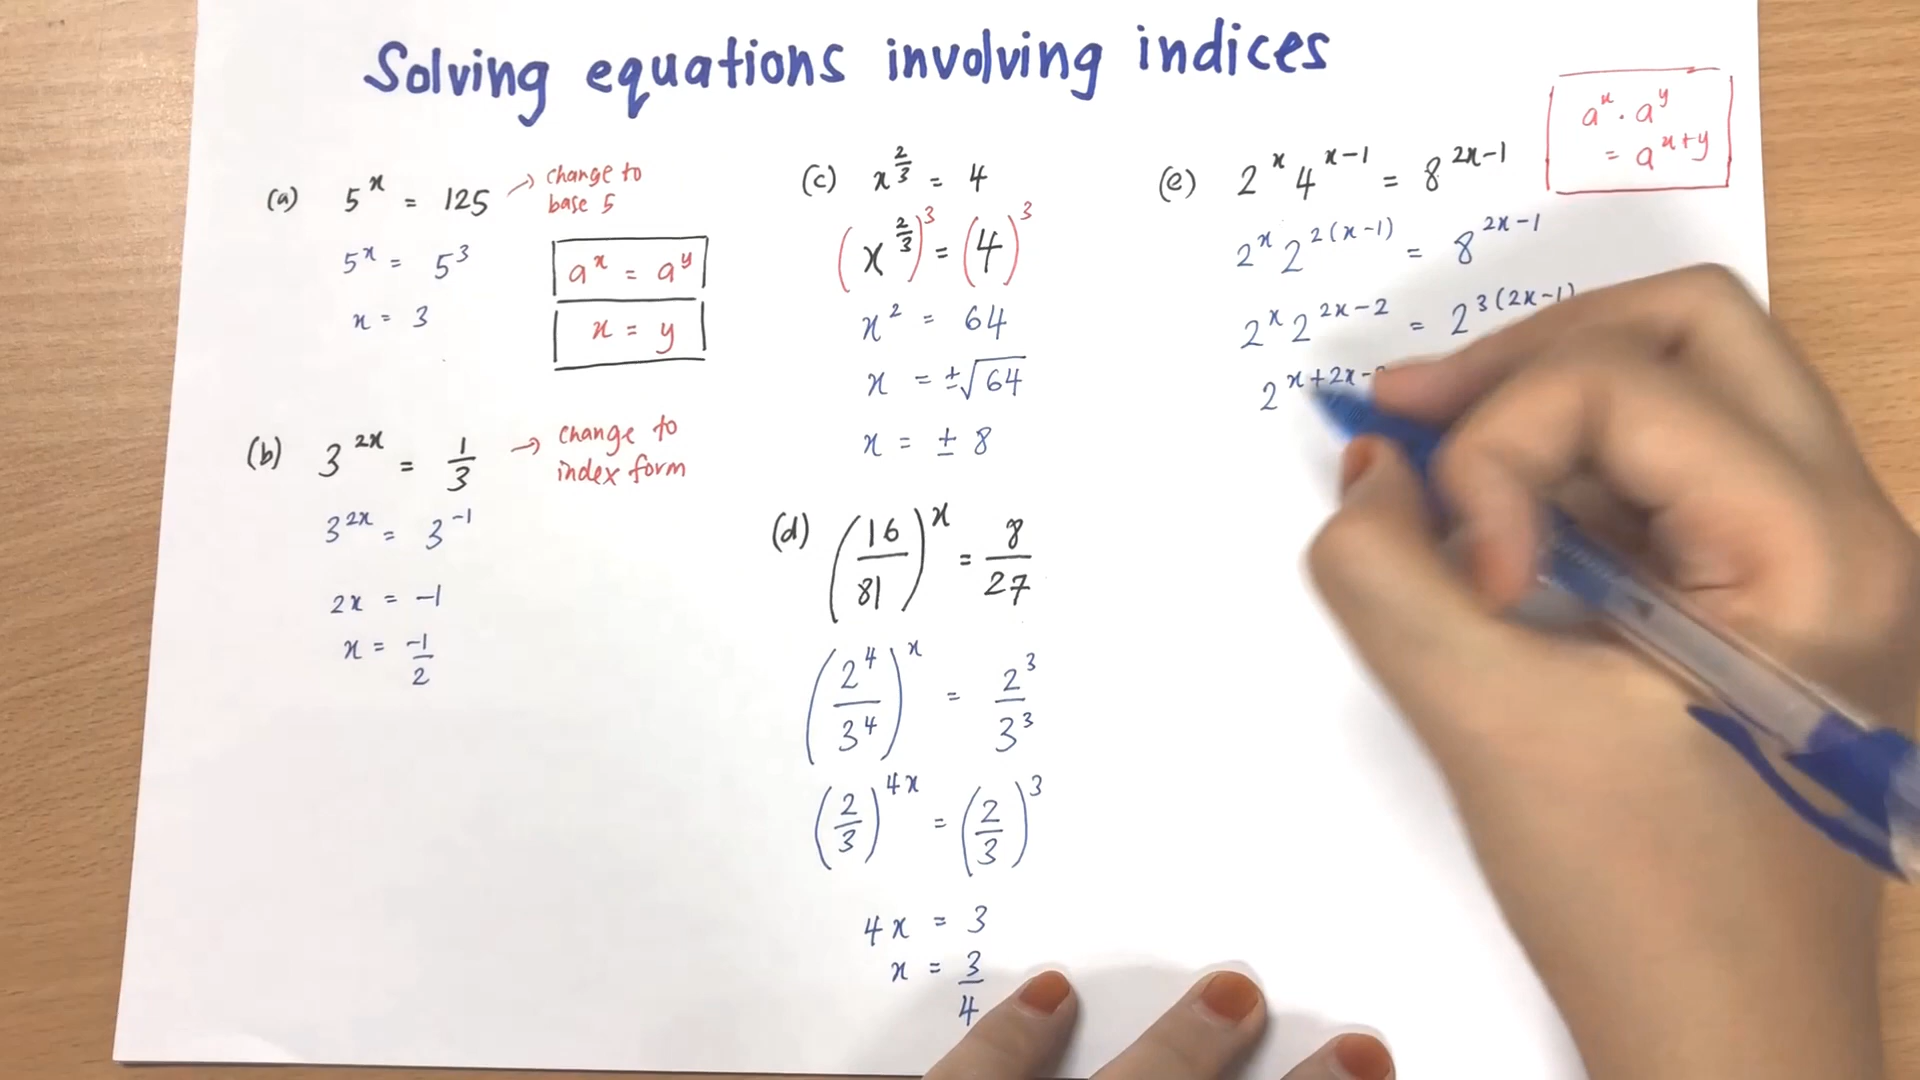 Solving equations involving indices
(a) 5^x = 125 → change to base 5
5^x = 5^3
x = 3
a^x = a^y
x = y
(b) 3^{2x} = 1/3 → change to index form
3^{2x} = 3^{-1}
2x = -1
x = -1/2
(c) x^{2/3} = 4
(x^{2/3})^3 = (4)^3
x^2 = 64
x = ±√64
x = ± 8
(d) (16/81)^x = 8/27
(2^4/3^4)^x = 2^3/3^3
(2/3)^{4x} = (2/3)^3
4x = 3
x = 3/4
(e) 2^x 4^{x-1} = 8^{2x-1}
2^x 2^{2(x-1)} = 8^{2x-1}
2^x 2^{2x-2} = 2^{3(2x-1)}
2^{x+2x-
a^x · a^y
= a^{x+y}